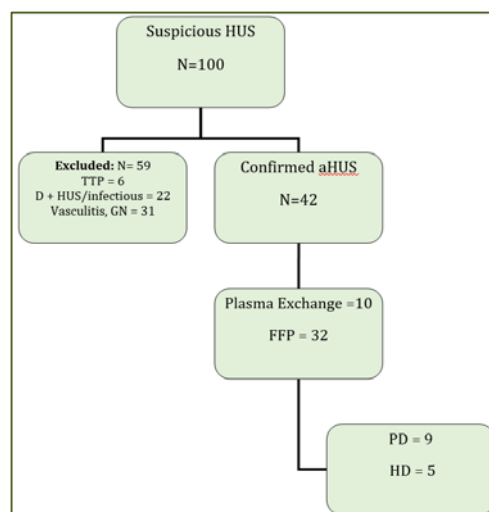 Suspicious HUS
N=100
Excluded: N= 59
TTP = 6
D + HUS/infectious = 22
Vasculitis, GN = 31
Confirmed aHUS
N=42
Plasma Exchange =10
FFP = 32
PD = 9
HD = 5